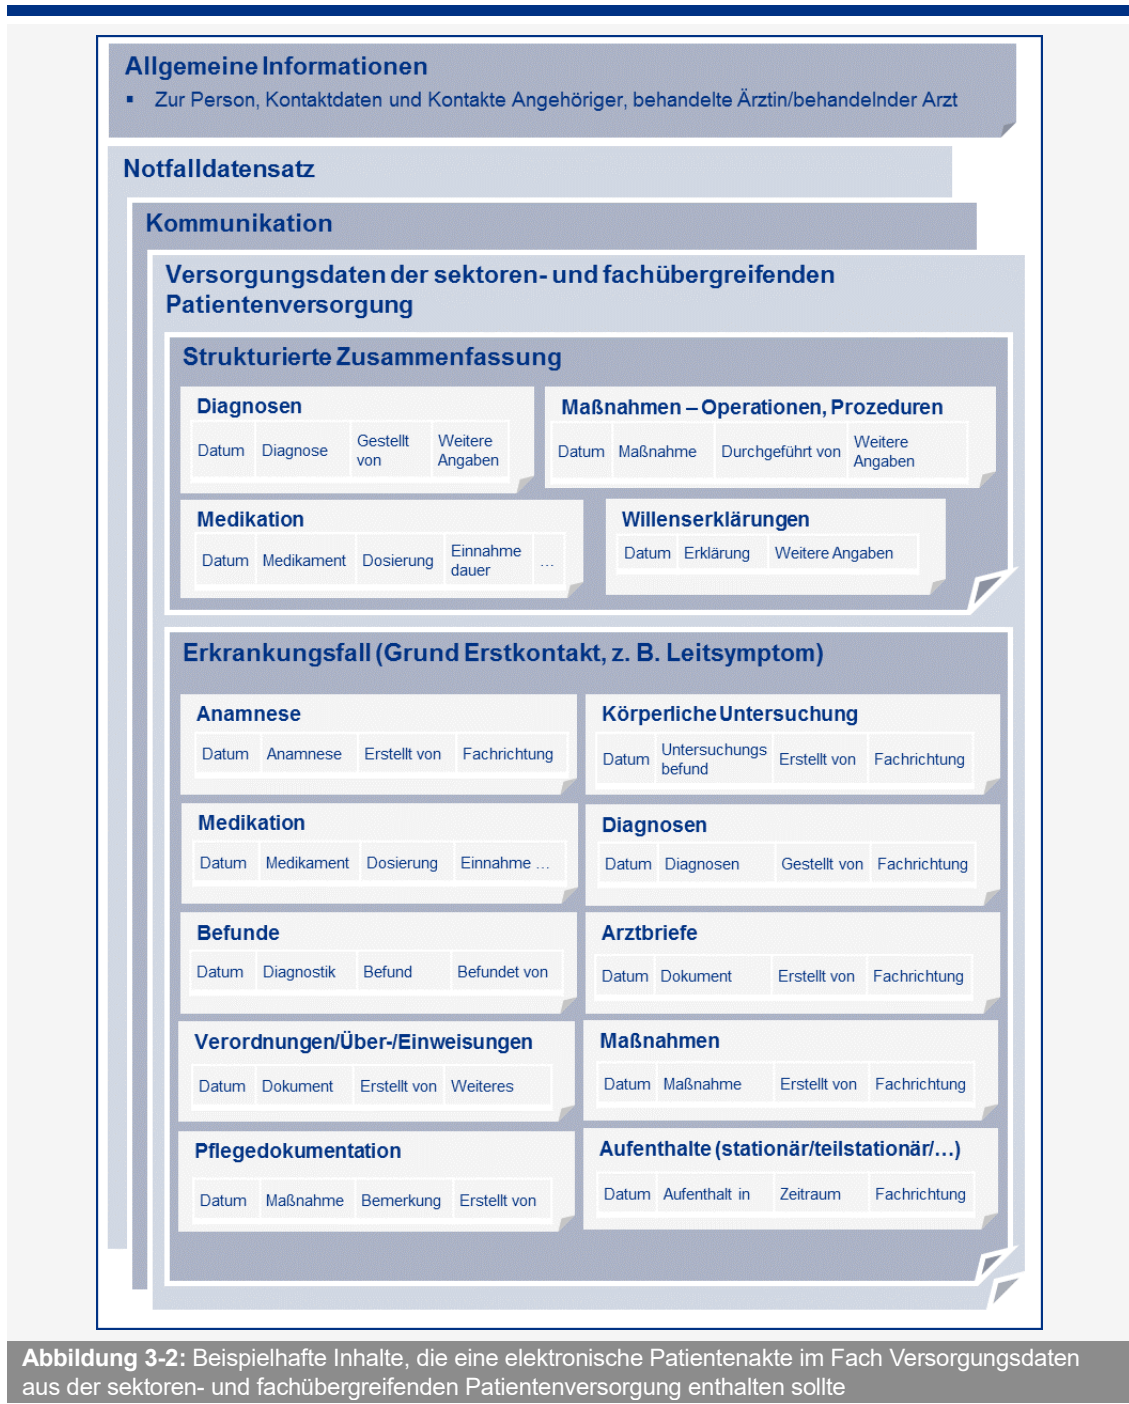 Allgemeine Informationen
▪ Zur Person, Kontaktdaten und Kontakte Angehöriger, behandelte Ärztin/behandelnder Arzt
Notfalldatensatz
Kommunikation
Versorgungsdaten der sektoren- und fachübergreifenden
Patientenversorgung
Strukturierte Zusammenfassung
Diagnosen
Datum Diagnose Gestellt von Weitere Angaben
Maßnahmen – Operationen, Prozeduren
Datum Maßnahme Durchgeführt von Weitere Angaben
Medikation
Datum Medikament Dosierung Einnahme dauer …
Willenserklärungen
Datum Erklärung Weitere Angaben
Erkrankungsfall (Grund Erstkontakt, z. B. Leitsymptom)
Anamnese
Datum Anamnese Erstellt von Fachrichtung
Körperliche Untersuchung
Datum Untersuchungs befund Erstellt von Fachrichtung
Medikation
Datum Medikament Dosierung Einnahme …
Diagnosen
Datum Diagnosen Gestellt von Fachrichtung
Befunde
Datum Diagnostik Befund Befundet von
Arztbriefe
Datum Dokument Erstellt von Fachrichtung
Verordnungen/Über-/Einweisungen
Datum Dokument Erstellt von Weiteres
Maßnahmen
Datum Maßnahme Erstellt von Fachrichtung
Pflegedokumentation
Datum Maßnahme Bemerkung Erstellt von
Aufenthalte (stationär/teilstationär/…)
Datum Aufenthalt in Zeitraum Fachrichtung
Abbildung 3-2: Beispielhafte Inhalte, die eine elektronische Patientenakte im Fach Versorgungsdaten
aus der sektoren- und fachübergreifenden Patientenversorgung enthalten sollte